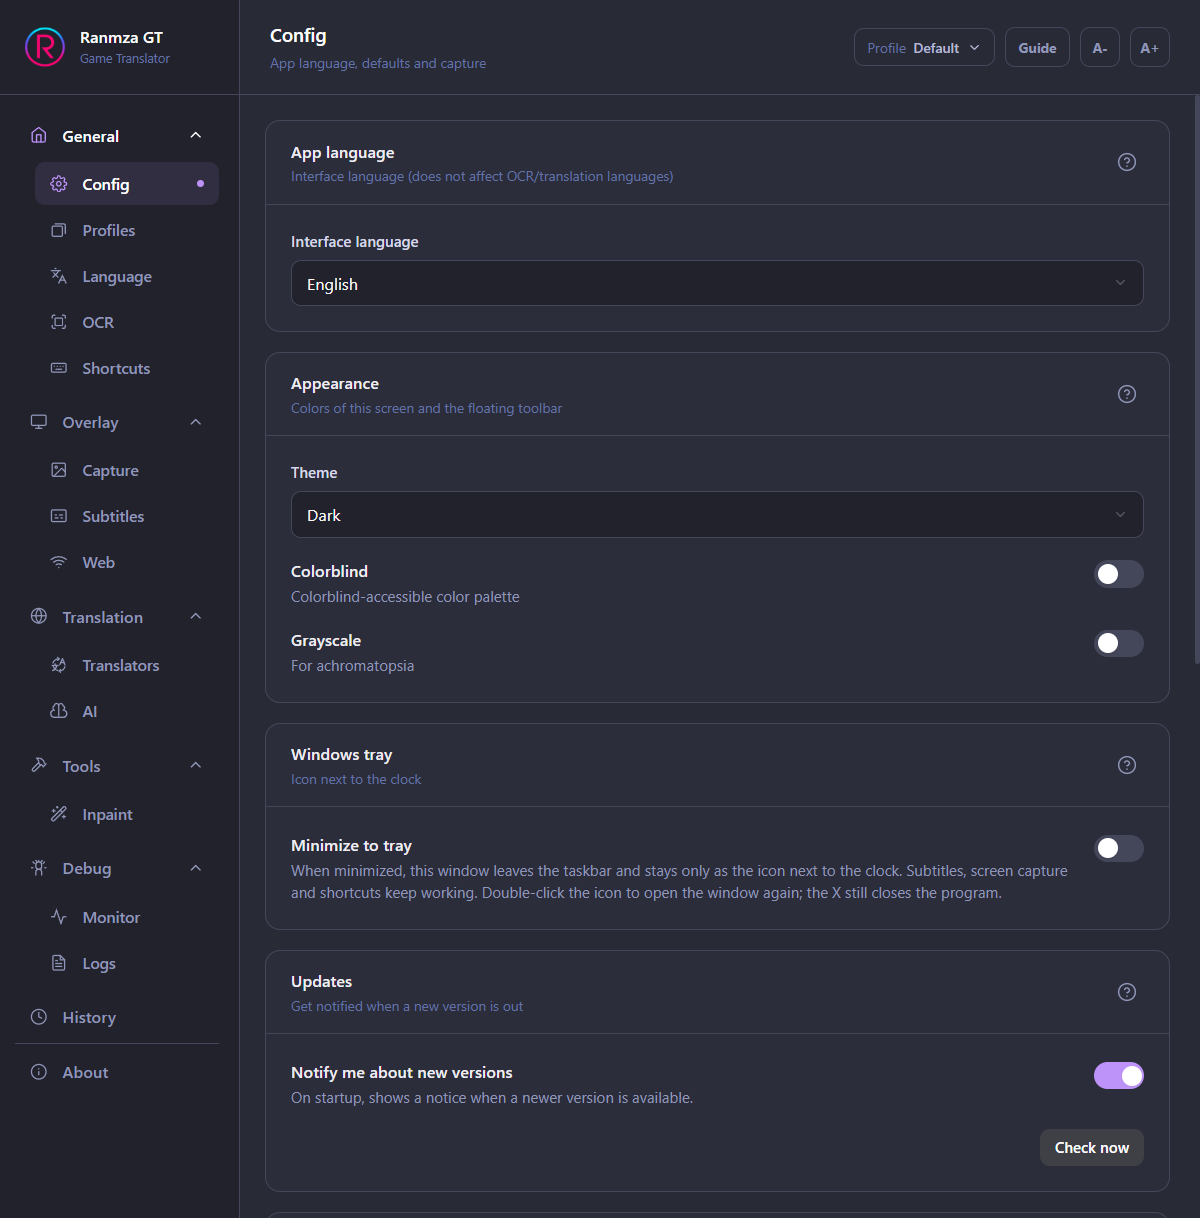 Ranmza GT
Game Translator
Config
App language, defaults and capture
Profile Default
Guide
A-
A+
General
Config
Profiles
Language
OCR
Shortcuts
Overlay
Capture
Subtitles
Web
Translation
Translators
AI
Tools
Inpaint
Debug
Monitor
Logs
History
About
App language
Interface language (does not affect OCR/translation languages)
Interface language
English
Appearance
Colors of this screen and the floating toolbar
Theme
Dark
Colorblind
Colorblind-accessible color palette
Grayscale
For achromatopsia
Windows tray
Icon next to the clock
Minimize to tray
When minimized, this window leaves the taskbar and stays only as the icon next to the clock. Subtitles, screen capture
and shortcuts keep working. Double-click the icon to open the window again; the X still closes the program.
Updates
Get notified when a new version is out
Notify me about new versions
On startup, shows a notice when a newer version is available.
Check now